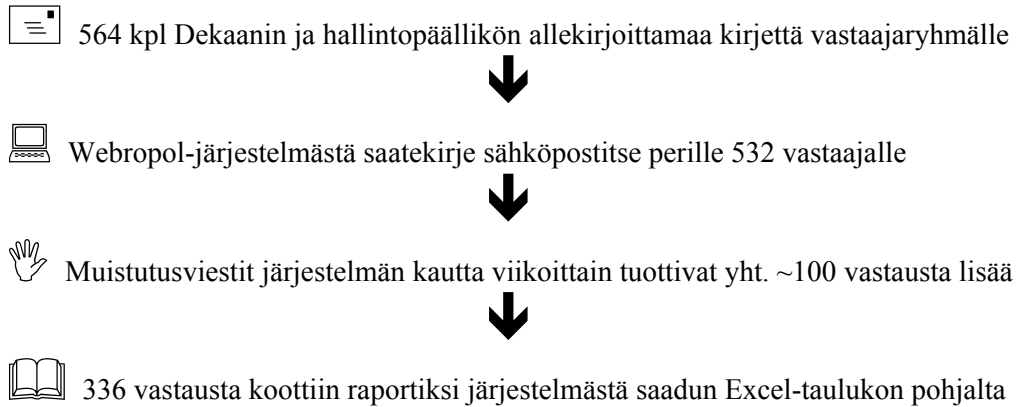 564 kpl Dekaanin ja hallintopäällikön allekirjoittamaa kirjettä vastaajaryhmälle
Webropol-järjestelmästä saatekirje sähköpostitse perille 532 vastaajalle
Muistutusviestit järjestelmän kautta viikoittain tuottivat yht. ~100 vastausta lisää
336 vastausta koottiin raportiksi järjestelmästä saadun Excel-taulukon pohjalta